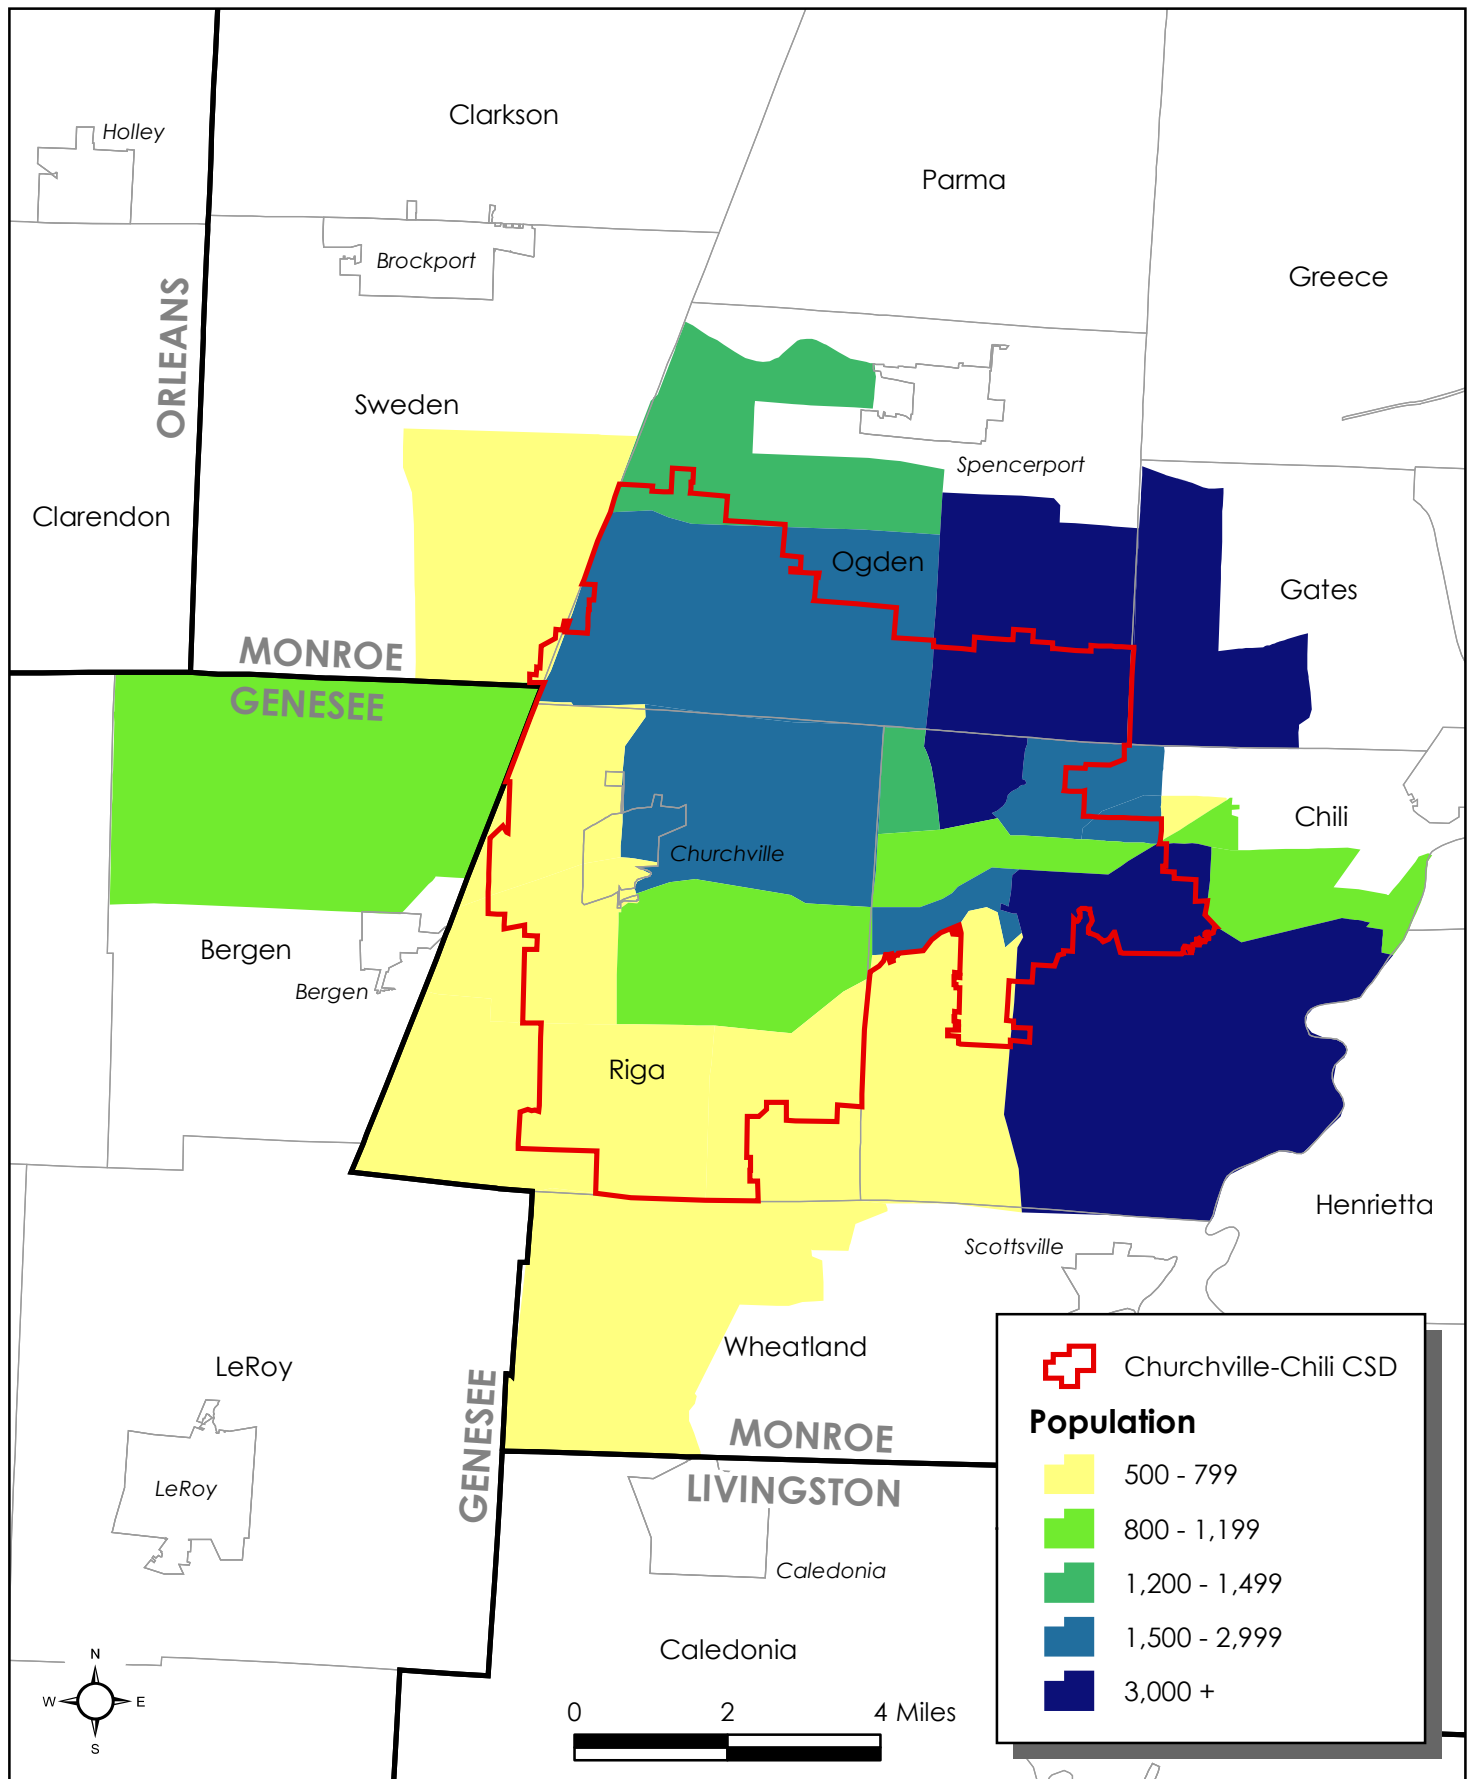 Holley
Clarkson
Parma
Brockport
Greece
ORLEANS
Sweden
Spencerport
Clarendon
Ogden
Gates
MONROE
GENESEE
Chili
Churchville
Bergen
Bergen
Riga
Henrietta
Scottsville
Wheatland
LeRoy
GENESEE
MONROE
LIVINGSTON
LeRoy
Caledonia
Caledonia
Churchville-Chili CSD
Population
500 - 799
800 - 1,199
1,200 - 1,499
1,500 - 2,999
3,000 +
N
W E
S
0 2 4 Miles